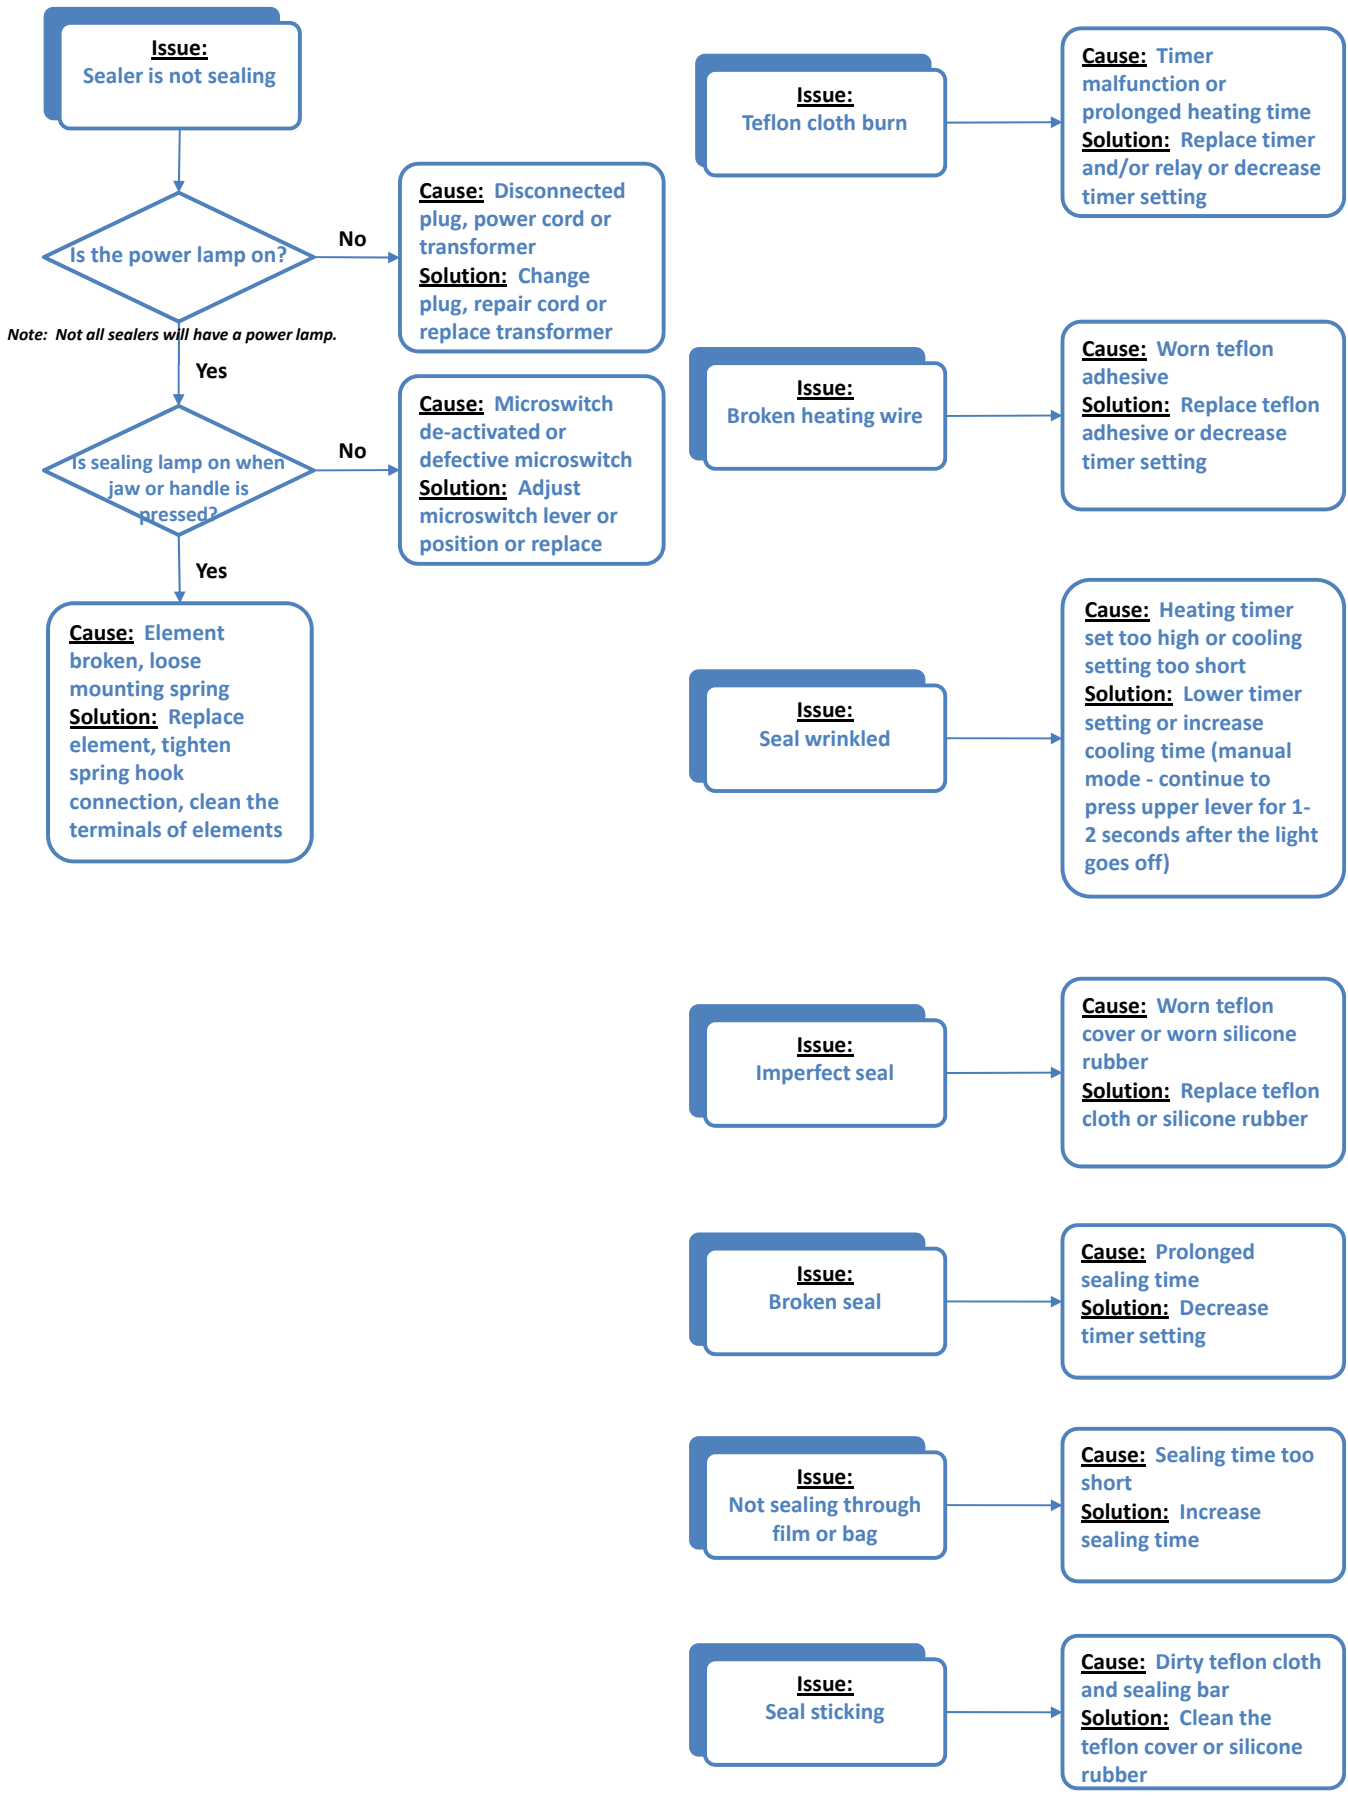 Issue:
Sealer is not sealing
Is the power lamp on?
No
Cause: Disconnected
plug, power cord or
transformer
Solution: Change
plug, repair cord or
replace transformer
Note: Not all sealers will have a power lamp.
Yes
Is sealing lamp on when
jaw or handle is
pressed?
No
Cause: Microswitch
de-activated or
defective microswitch
Solution: Adjust
microswitch lever or
position or replace
Yes
Cause: Element
broken, loose
mounting spring
Solution: Replace
element, tighten
spring hook
connection, clean the
terminals of elements
Issue:
Teflon cloth burn
Cause: Timer
malfunction or
prolonged heating time
Solution: Replace timer
and/or relay or decrease
timer setting
Issue:
Broken heating wire
Cause: Worn teflon
adhesive
Solution: Replace teflon
adhesive or decrease
timer setting
Issue:
Seal wrinkled
Cause: Heating timer
set too high or cooling
setting too short
Solution: Lower timer
setting or increase
cooling time (manual
mode - continue to
press upper lever for 1-
2 seconds after the light
goes off)
Issue:
Imperfect seal
Cause: Worn teflon
cover or worn silicone
rubber
Solution: Replace teflon
cloth or silicone rubber
Issue:
Broken seal
Cause: Prolonged
sealing time
Solution: Decrease
timer setting
Issue:
Not sealing through
film or bag
Cause: Sealing time too
short
Solution: Increase
sealing time
Issue:
Seal sticking
Cause: Dirty teflon cloth
and sealing bar
Solution: Clean the
teflon cover or silicone
rubber